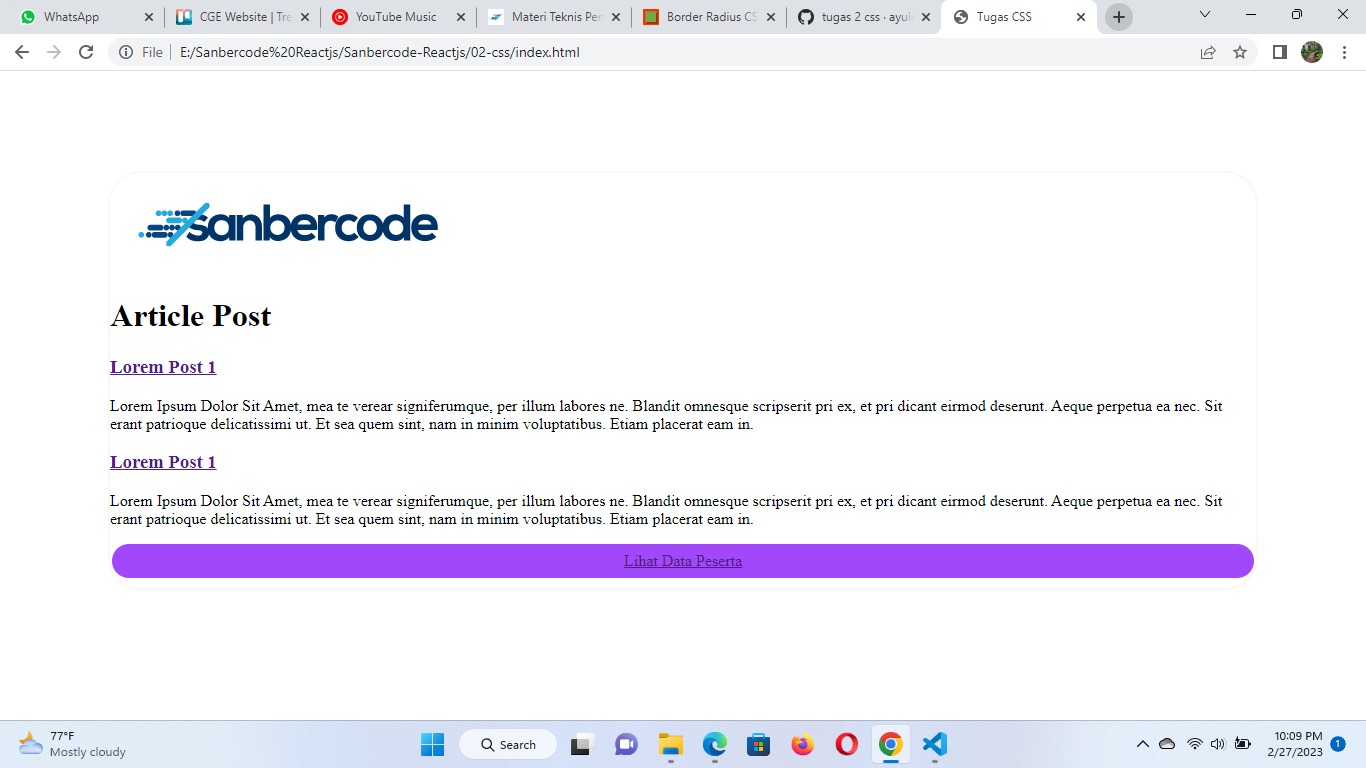 WhatsApp
CGE Website | Tre
YouTube Music
Materi Teknis Per
Border Radius CS
tugas 2 css · ayul
Tugas CSS
File
E:/Sanbercode%20Reactjs/Sanbercode-Reactjs/02-css/index.html
sanbercode
Article Post
Lorem Post 1
Lorem Ipsum Dolor Sit Amet, mea te verear signiferumque, per illum labores ne. Blandit omnesque scripserit pri ex, et pri dicant eirmod deserunt. Aeque perpetua ea nec. Sit
erant patrioque delicatissimi ut. Et sea quem sint, nam in minim voluptatibus. Etiam placerat eam in.
Lorem Post 1
Lorem Ipsum Dolor Sit Amet, mea te verear signiferumque, per illum labores ne. Blandit omnesque scripserit pri ex, et pri dicant eirmod deserunt. Aeque perpetua ea nec. Sit
erant patrioque delicatissimi ut. Et sea quem sint, nam in minim voluptatibus. Etiam placerat eam in.
Lihat Data Peserta
77°F
Mostly cloudy
Search
10:09 PM
2/27/2023
1